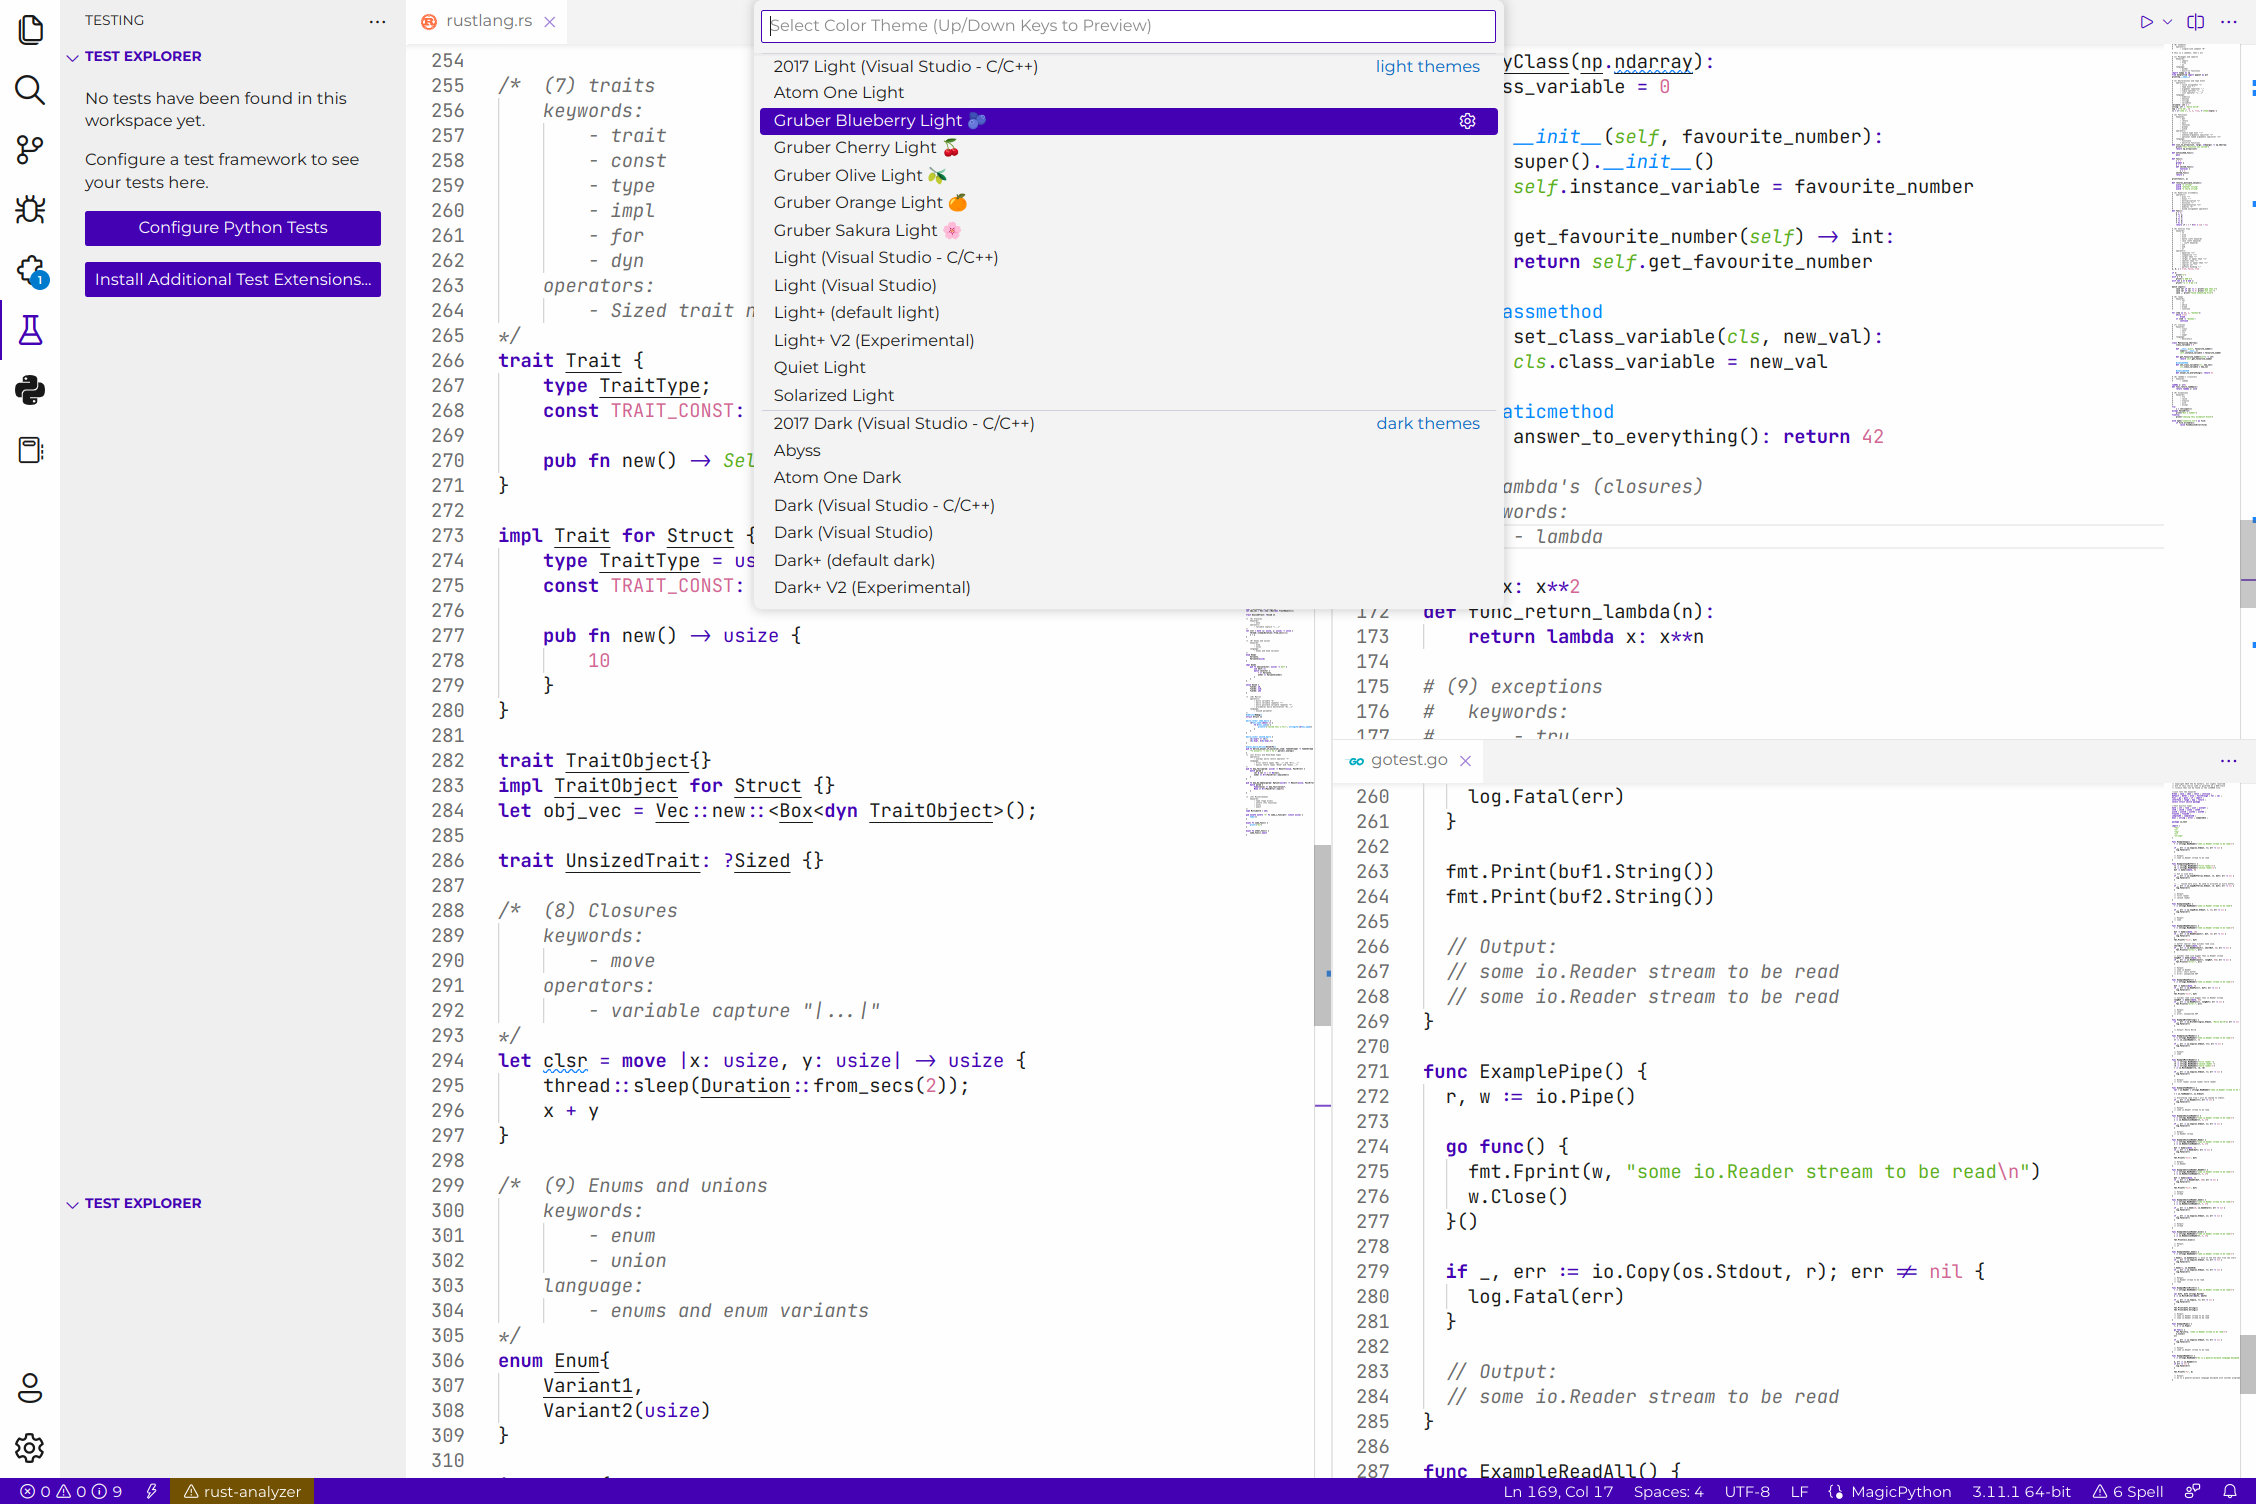 TESTING
TEST EXPLORER
No tests have been found in this
workspace yet.
Configure a test framework to see
your tests here.
Configure Python Tests
Install Additional Test Extensions...
1
TEST EXPLORER
rustlang.rs
254
255 /*  (7) traits
256     keywords:
257         - trait
258         - const
259         - type
260         - impl
261         - for
262         - dyn
263     operators:
264         - Sized trait
265 */
266 trait Trait {
267     type TraitType;
268     const TRAIT_CONST:
269
270     pub fn new() ->
271 }
272
273 impl Trait for Struct {
274     type TraitType =
275     const TRAIT_CONST:
276
277     pub fn new() -> usize {
278         10
279     }
280 }
281
282 trait TraitObject{}
283 impl TraitObject for Struct {}
284 let obj_vec = Vec::new::<Box<dyn TraitObject>();
285
286 trait UnsizedTrait: ?Sized {}
287
288 /*  (8) Closures
289     keywords:
290         - move
291     operators:
292         - variable capture "|...|"
293 */
294 let clsr = move |x: usize, y: usize| -> usize {
295     thread::sleep(Duration::from_secs(2));
296     x + y
297 }
298
299 /*  (9) Enums and unions
300     keywords:
301         - enum
302         - union
303     language:
304         - enums and enum variants
305 */
306 enum Enum{
307     Variant1,
308     Variant2(usize)
309 }
310
Select Color Theme (Up/Down Keys to Preview)
2017 Light (Visual Studio - C/C++) light themes
Atom One Light
Gruber Blueberry Light 🫐
Gruber Cherry Light 🍒
Gruber Olive Light 🫒
Gruber Orange Light 🍊
Gruber Sakura Light 🌸
Light (Visual Studio - C/C++)
Light (Visual Studio)
Light+ (default light)
Light+ V2 (Experimental)
Quiet Light
Solarized Light
2017 Dark (Visual Studio - C/C++) dark themes
Abyss
Atom One Dark
Dark (Visual Studio - C/C++)
Dark (Visual Studio)
Dark+ (default dark)
Dark+ V2 (Experimental)
yClass(np.ndarray):
ss_variable = 0
__init__(self, favourite_number):
super().__init__()
self.instance_variable = favourite_number
get_favourite_number(self) -> int:
return self.get_favourite_number
assmethod
set_class_variable(cls, new_val):
cls.class_variable = new_val
aticmethod
answer_to_everything(): return 42
ambda's (closures)
words:
- lambda
x: x**2
172 def func_return_lambda(n):
173     return lambda x: x**n
174
175 # (9) exceptions
176 #   keywords:
177 #       - try
gotest.go
260     log.Fatal(err)
261   }
262
263   fmt.Print(buf1.String())
264   fmt.Print(buf2.String())
265
266   // Output:
267   // some io.Reader stream to be read
268   // some io.Reader stream to be read
269 }
270
271 func ExamplePipe() {
272   r, w := io.Pipe()
273
274   go func() {
275     fmt.Fprint(w, "some io.Reader stream to be read\n")
276     w.Close()
277   }()
278
279   if _, err := io.Copy(os.Stdout, r); err != nil {
280     log.Fatal(err)
281   }
282
283   // Output:
284   // some io.Reader stream to be read
285 }
286
287 func ExampleReadAll() {
0 0 9 rust-analyzer Ln 169, Col 17 Spaces: 4 UTF-8 LF MagicPython 3.11.1 64-bit 6 Spell